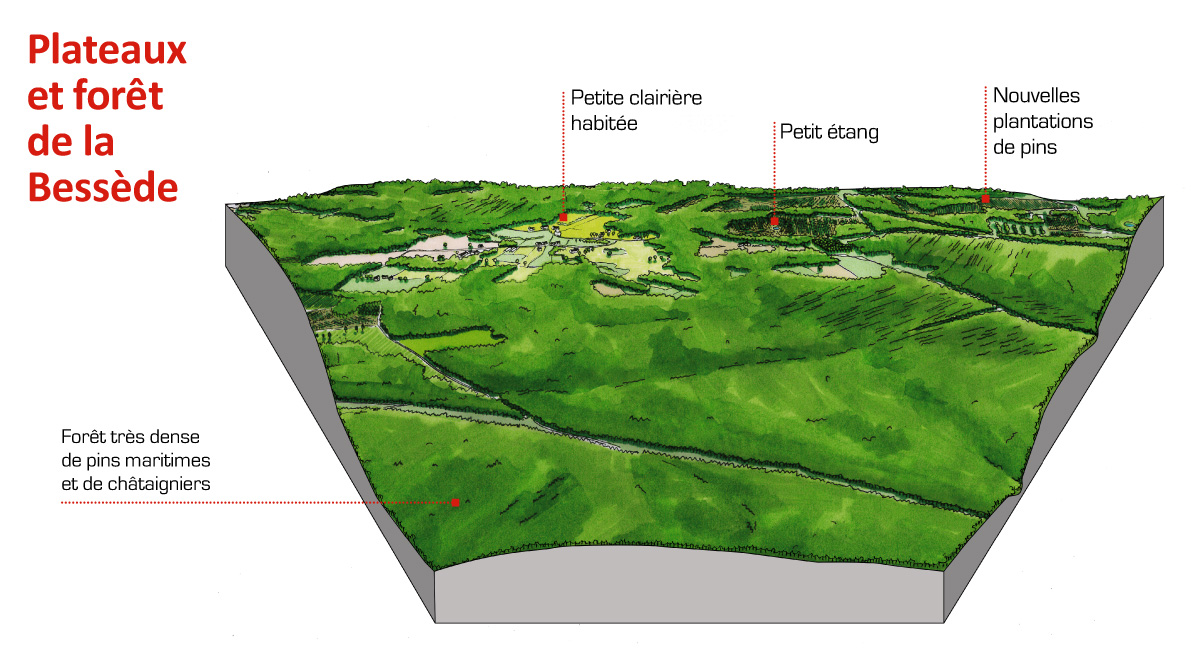 Plateaux
et forêt
de la
Bessède
Petite clairière
habitée
Petit étang
Nouvelles
plantations
de pins
Forêt très dense
de pins maritimes
et de châtaigniers